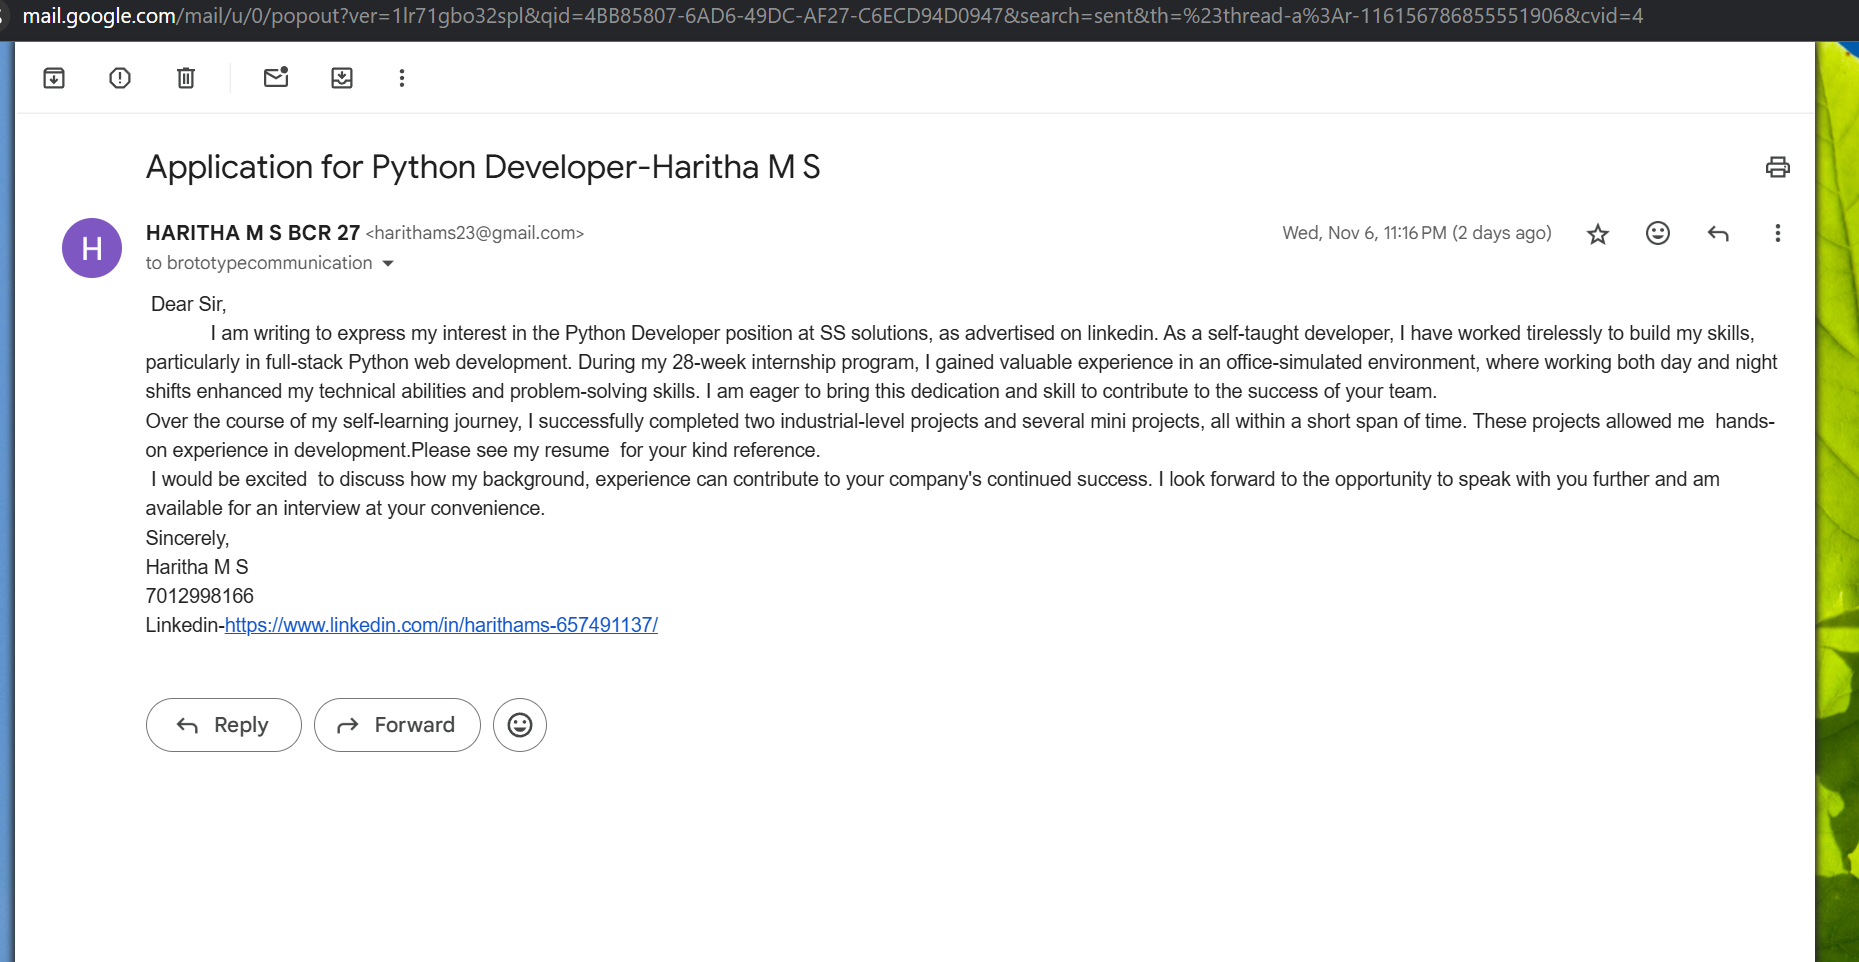 mail.google.com/mail/u/0/popout?ver=1lr71gbo32spl&qid=4BB85807-6AD6-49DC-AF27-C6ECD94D0947&search=sent&th=%23thread-a%3Ar-1161567868555551906&cvid=4
Application for Python Developer-Haritha M S
H
HARITHA M S BCR 27 <harithams23@gmail.com>
Wed, Nov 6, 11:16 PM (2 days ago)
to brototypecommunication
Dear Sir,
I am writing to express my interest in the Python Developer position at SS solutions, as advertised on linkedin. As a self-taught developer, I have worked tirelessly to build my skills,
particularly in full-stack Python web development. During my 28-week internship program, I gained valuable experience in an office-simulated environment, where working both day and night
shifts enhanced my technical abilities and problem-solving skills. I am eager to bring this dedication and skill to contribute to the success of your team.
Over the course of my self-learning journey, I successfully completed two industrial-level projects and several mini projects, all within a short span of time. These projects allowed me  hands-
on experience in development.Please see my resume  for your kind reference.
I would be excited  to discuss how my background, experience can contribute to your company's continued success. I look forward to the opportunity to speak with you further and am
available for an interview at your convenience.
Sincerely,
Haritha M S
7012998166
Linkedin-https://www.linkedin.com/in/harithams-657491137/
Reply
Forward